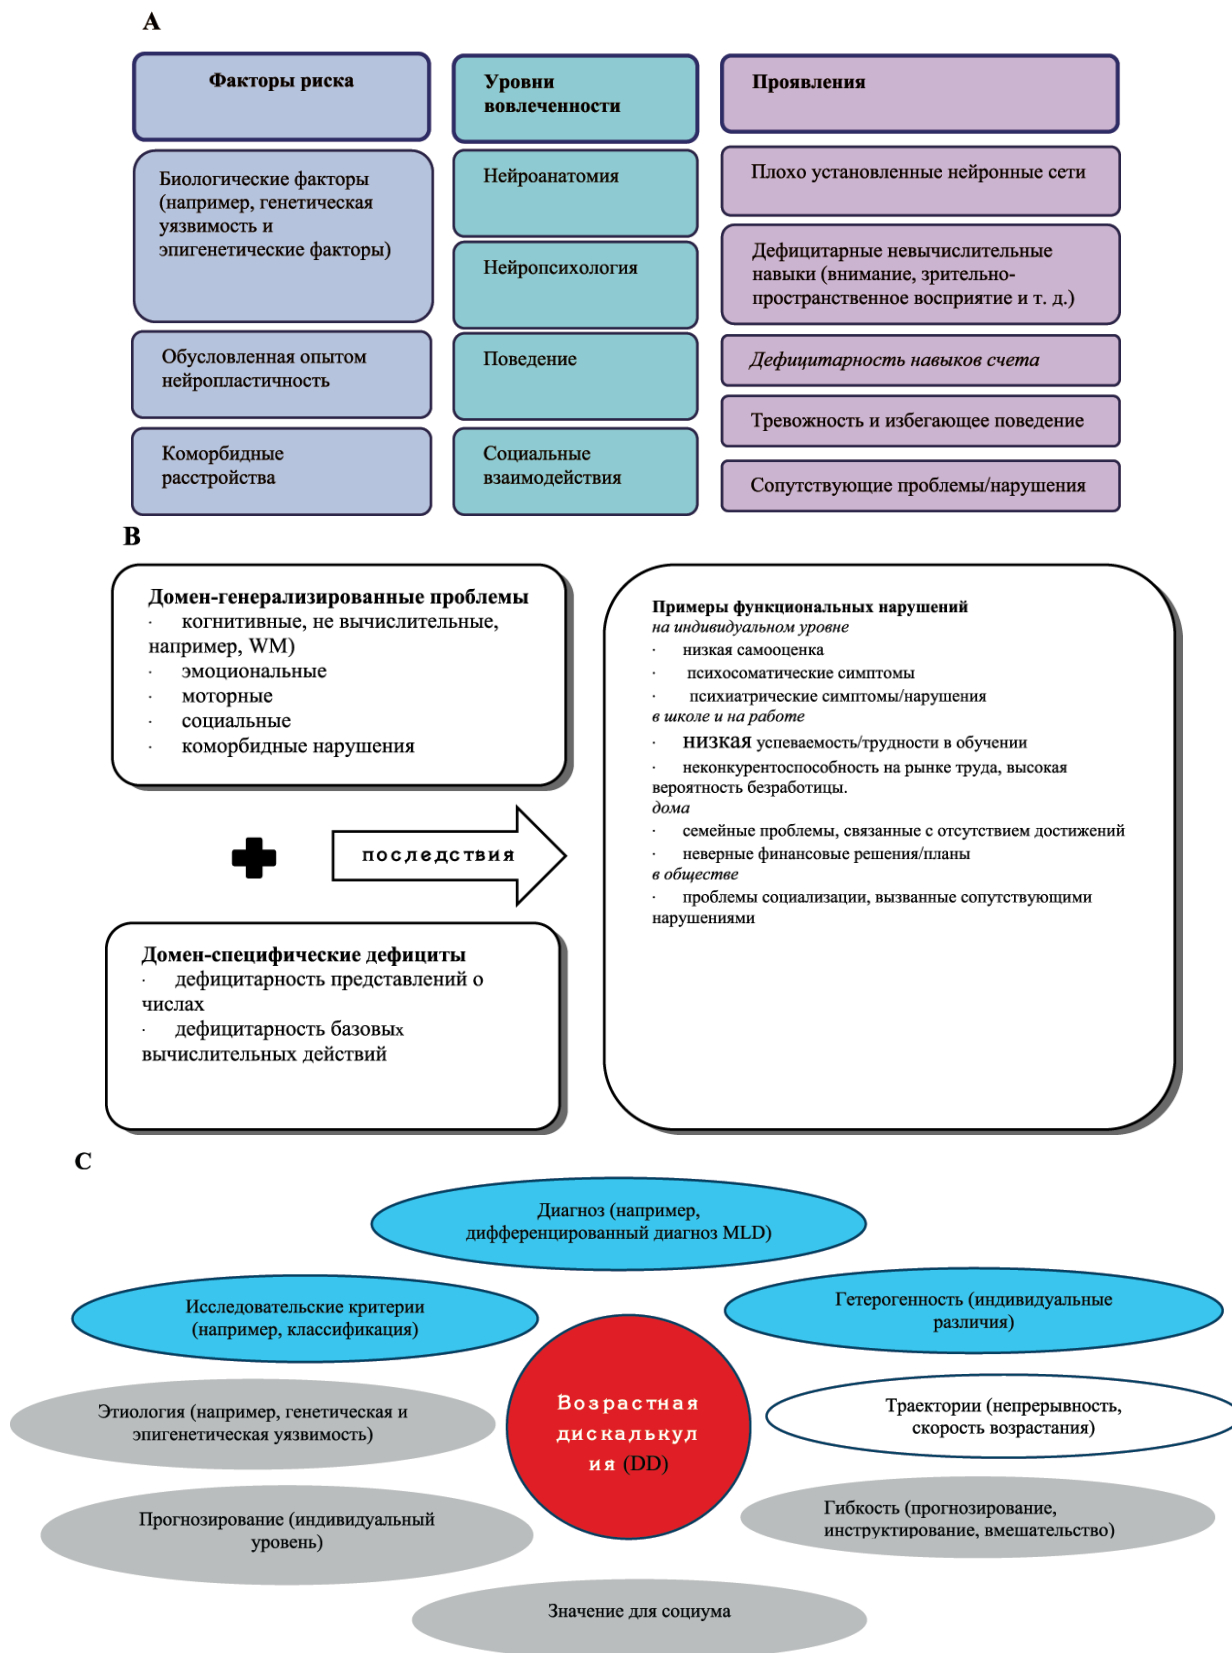 A
Факторы риска
Биологические факторы
(например, генетическая
уязвимость и
эпигенетические факторы)
Обусловленная опытом
нейропластичность
Коморбидные
расстройства
Уровни
вовлеченности
Нейроанатомия
Нейропсихология
Поведение
Социальные
взаимодействия
Проявления
Плохо установленные нейронные сети
Дефицитарные невычислительные
навыки (внимание, зрительно-
пространственное восприятие и т. д.)
Дефицитарность навыков счета
Тревожность и избегающее поведение
Сопутствующие проблемы/нарушения
B
Домен-генерализированные проблемы
· когнитивные, не вычислительные,
например, WM)
· эмоциональные
· моторные
· социальные
· коморбидные нарушения
последствия
Домен-специфические дефициты
· дефицитарность представлений о
числах
· дефицитарность базовых
вычислительных действий
Примеры функциональных нарушений
на индивидуальном уровне
· низкая самооценка
· психосоматические симптомы
· психиатрические симптомы/нарушения
в школе и на работе
· низкая успеваемость/трудности в обучении
· неконкурентоспособность на рынке труда, высокая
вероятность безработицы.
дома
· семейные проблемы, связанные с отсутствием достижений
· неверные финансовые решения/планы
в обществе
· проблемы социализации, вызванные сопутствующими
нарушениями
C
Диагноз (например,
дифференцированный диагноз MLD)
Исследовательские критерии
(например, классификация)
Гетерогенность (индивидуальные
различия)
Этиология (например, генетическая и
эпигенетическая уязвимость)
Возрастная
дискалькул
ия (DD)
Траектории (непрерывность,
скорость возрастания)
Прогнозирование (индивидуальный
уровень)
Гибкость (прогнозирование,
инструктирование, вмешательство)
Значение для социума